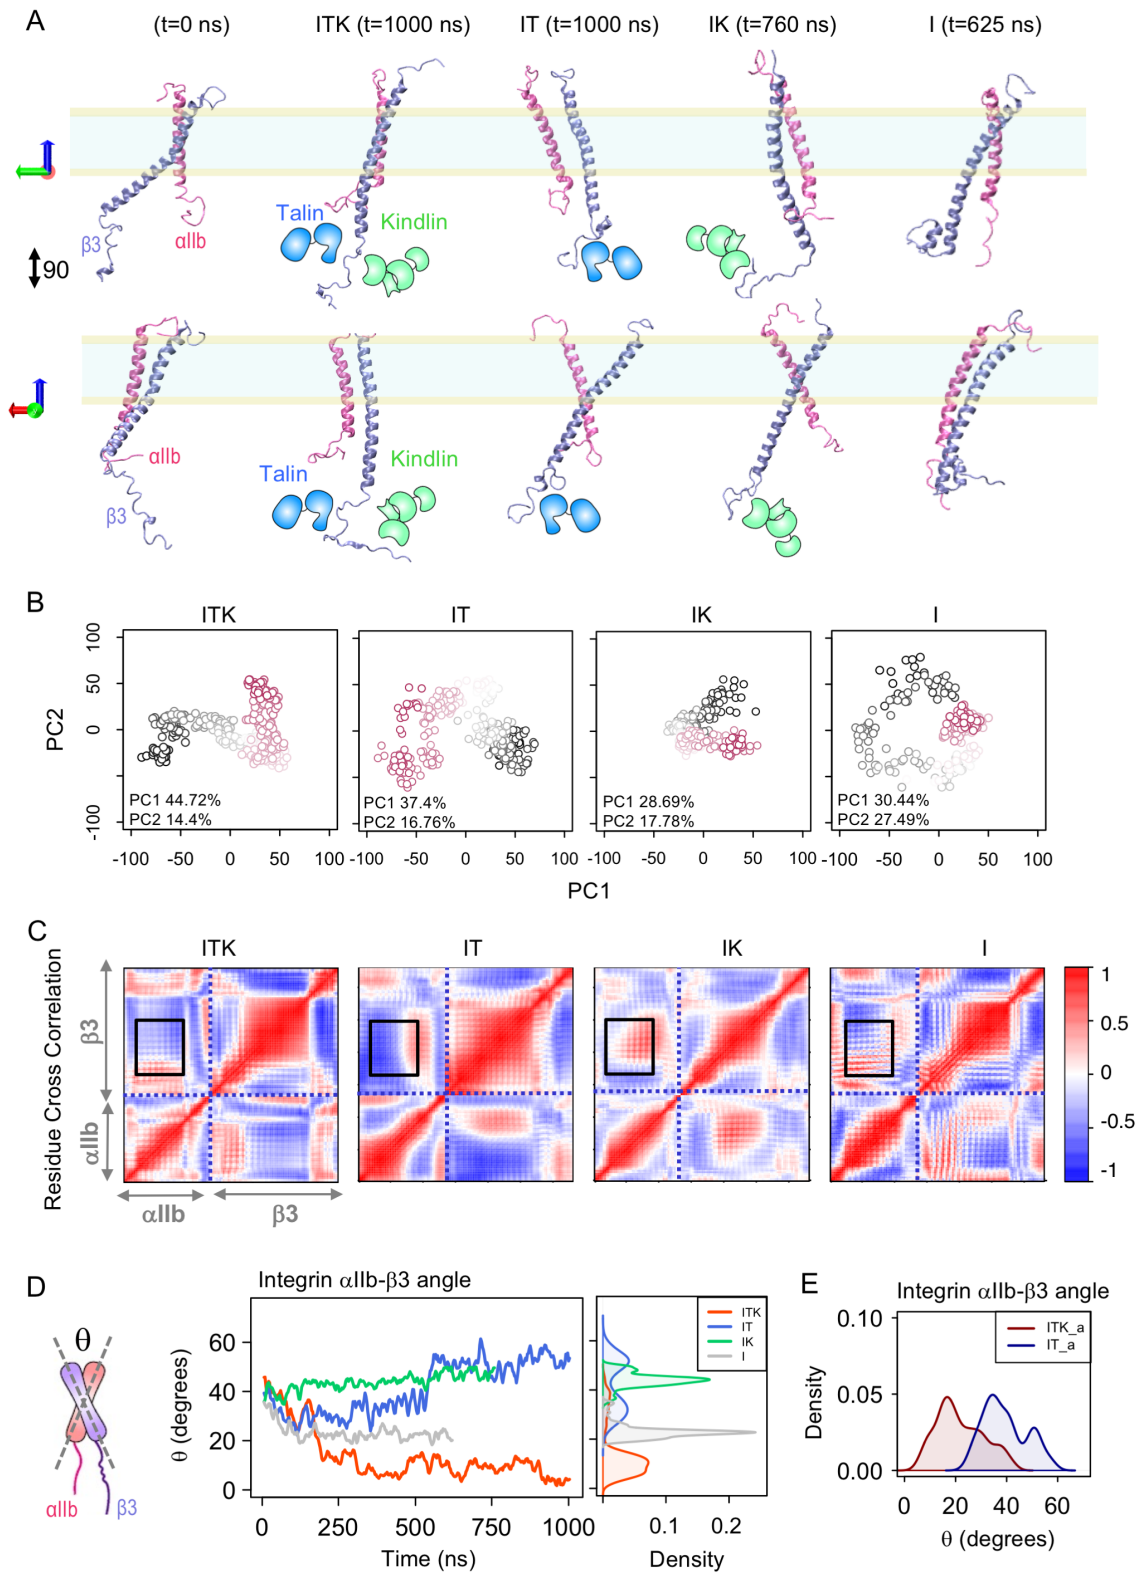 A
(t=0 ns)
ITK (t=1000 ns)
IT (t=1000 ns)
IK (t=760 ns)
I (t=625 ns)
Talin
Kindlin
β3
αIIb
90
αIIb
Talin
Kindlin
β3
B
ITK
IT
IK
I
PC2
100
50
0
-100
PC1 44.72%
PC2 14.4%
PC1 37.4%
PC2 16.76%
PC1 28.69%
PC2 17.78%
PC1 30.44%
PC2 27.49%
-100 -50 0 50 100
-100 -50 0 50 100
-100 -50 0 50 100
-100 -50 0 50 100
PC1
C
ITK
IT
IK
I
Residue Cross Correlation
β3
αIIb
αIIb
β3
1
0.5
0
-0.5
-1
D
Integrin αIIb-β3 angle
θ
αIIb
β3
θ (degrees)
60
40
20
0
0 250 500 750 1000
Time (ns)
ITK
IT
IK
I
0.1 0.2
Density
E
Integrin αIIb-β3 angle
ITK_a
IT_a
Density
0.10
0.05
0.00
0 20 40 60
θ (degrees)